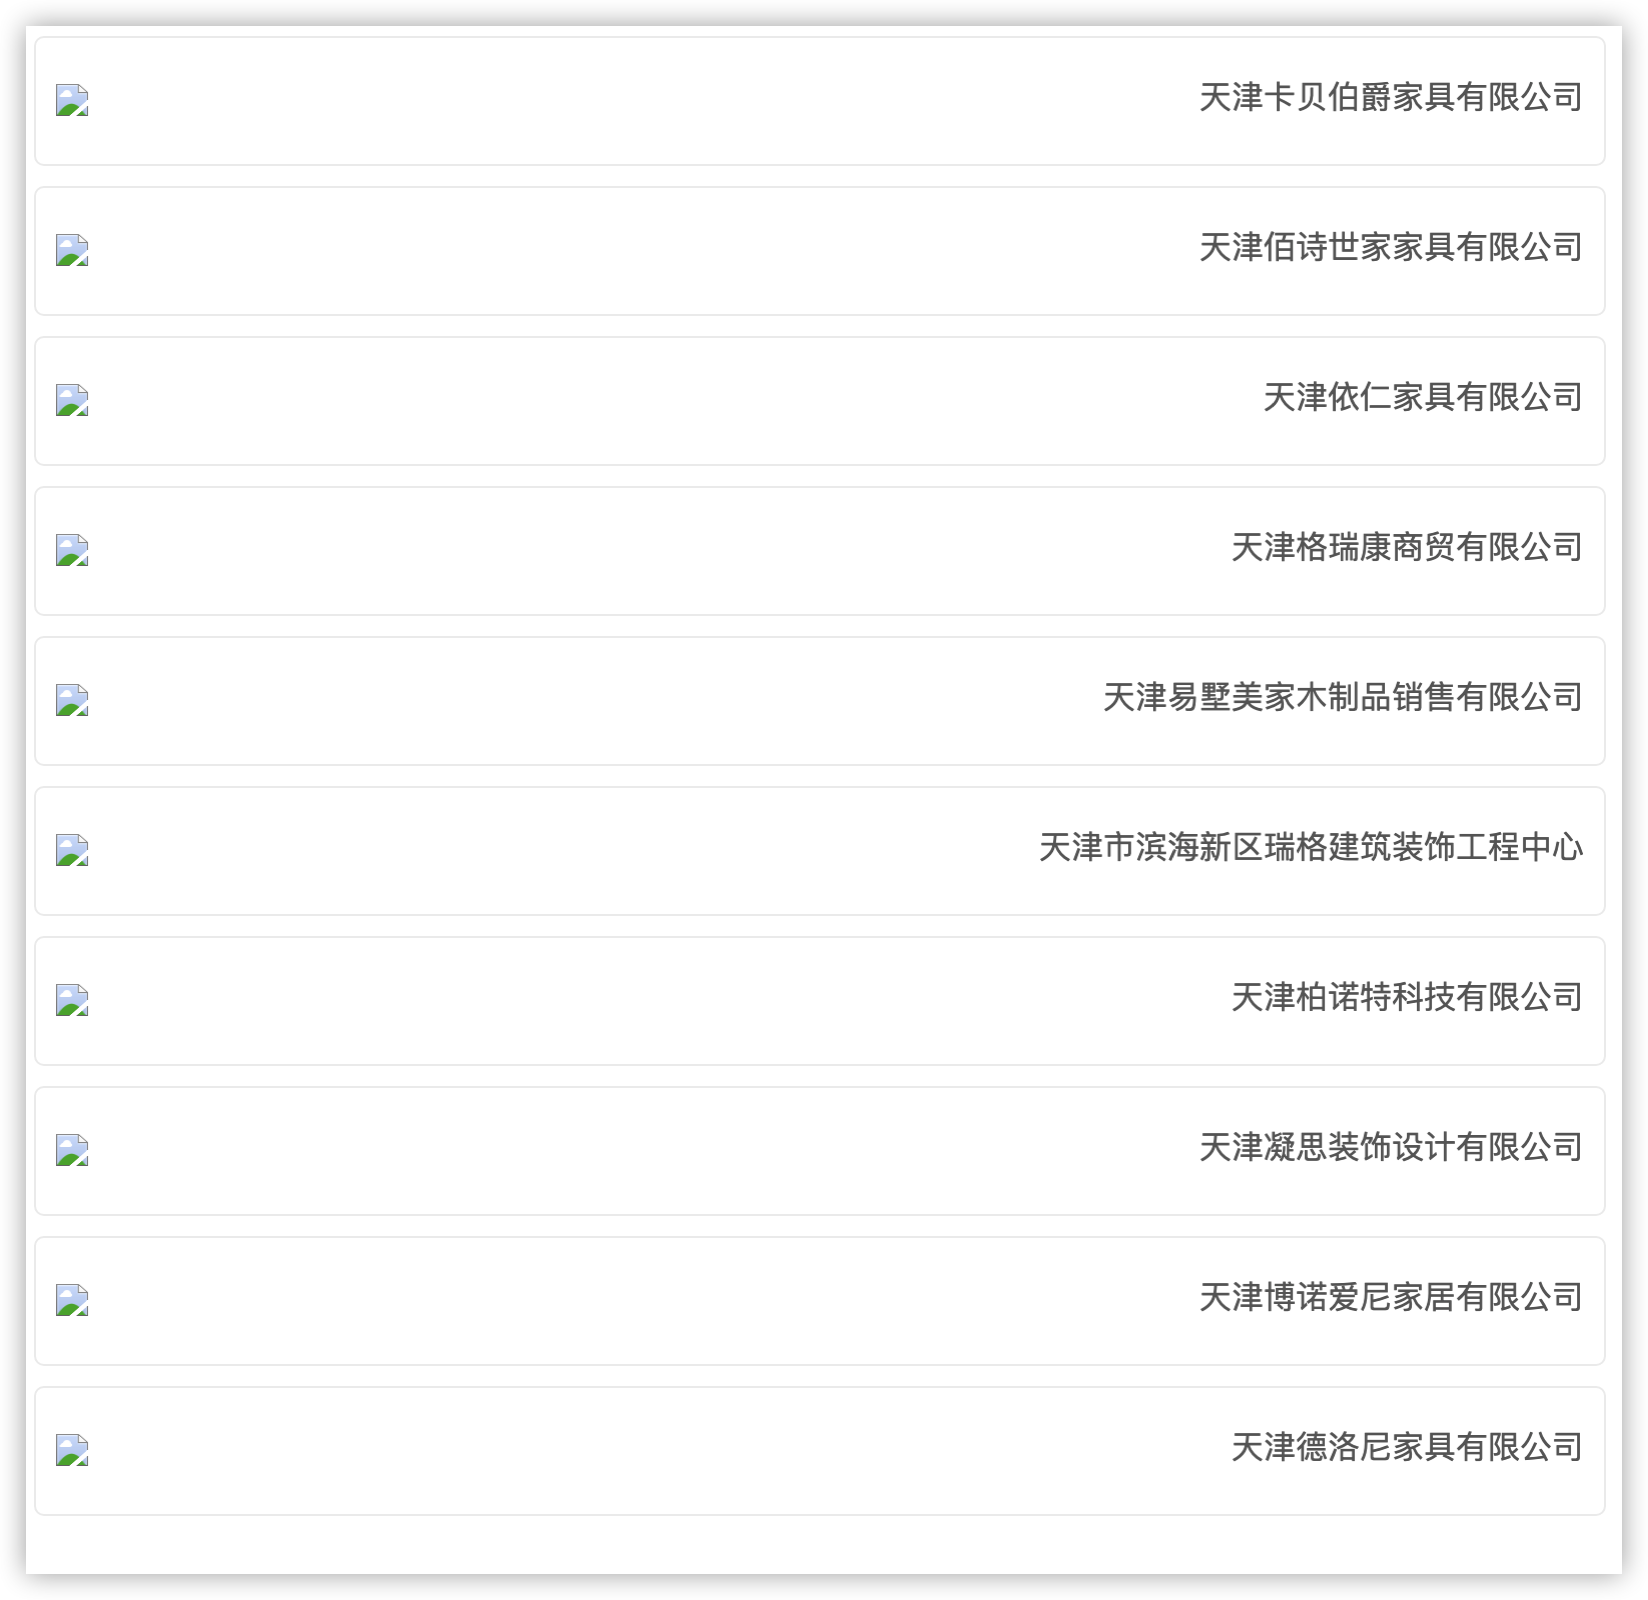 天津卡贝伯爵家具有限公司
天津佰诗世家家具有限公司
天津依仁家具有限公司
天津格瑞康商贸有限公司
天津易墅美家木制品销售有限公司
天津市滨海新区瑞格建筑装饰工程中心
天津柏诺特科技有限公司
天津凝思装饰设计有限公司
天津博诺爱尼家居有限公司
天津德洛尼家具有限公司